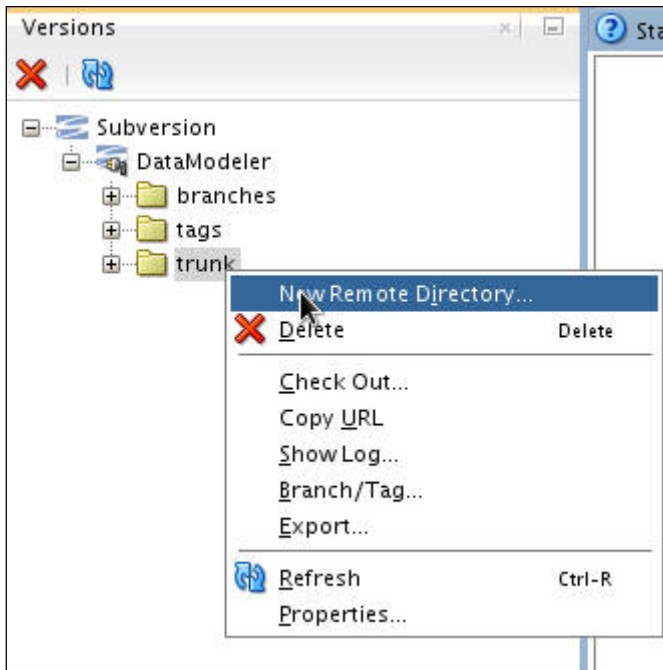 Versions
Sta
Subversion
DataModeler
branches
tags
trunk
New Remote Directory...
Delete Delete
Check Out...
Copy URL
Show Log...
Branch/Tag...
Export...
Refresh Ctrl-R
Properties...